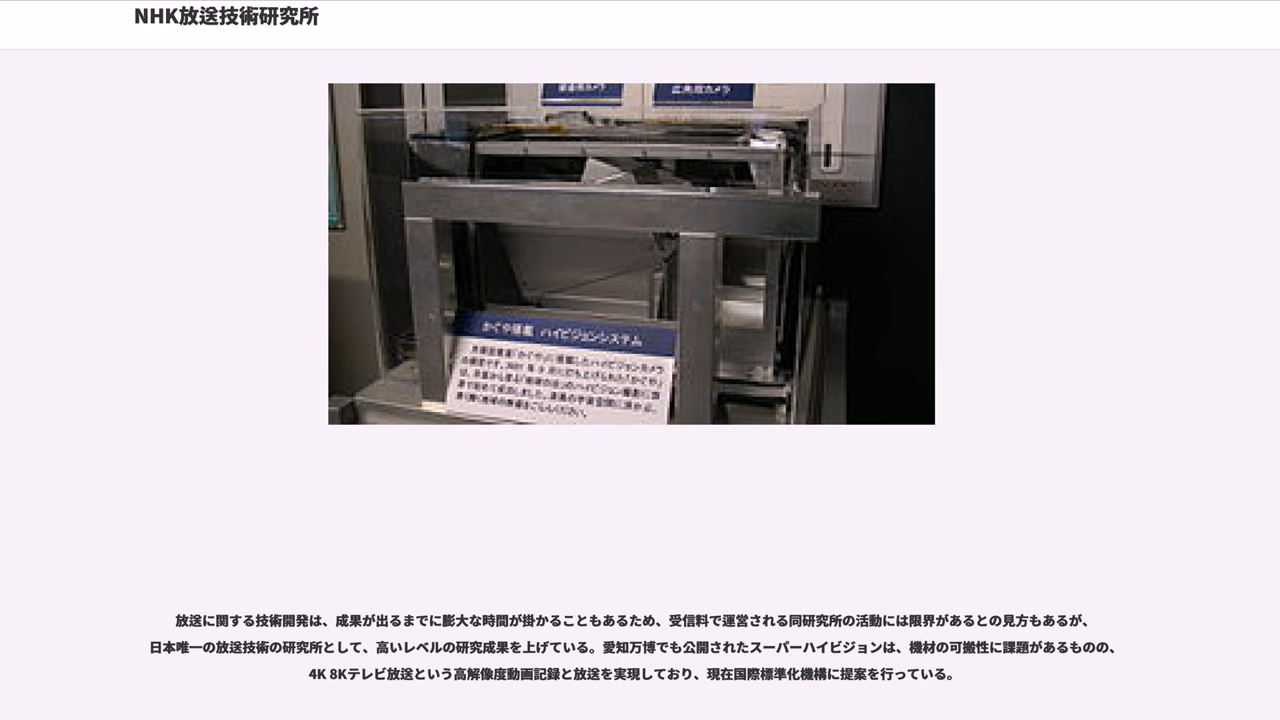 NHK放送技術研究所
広角用カメラ
かぐや搭載 ハイビジョンシステム
放送に関する技術開発は、成果が出るまでに膨大な時間が掛かることもあるため、受信料で運営される同研究所の活動には限界があるとの見方もあるが、
日本唯一の放送技術の研究所として、高いレベルの研究成果を上げている。愛知万博でも公開されたスーパーハイビジョンは、機材の可搬性に課題があるものの、
4K 8Kテレビ放送という高解像度動画記録と放送を実現しており、現在国際標準化機構に提案を行っている。